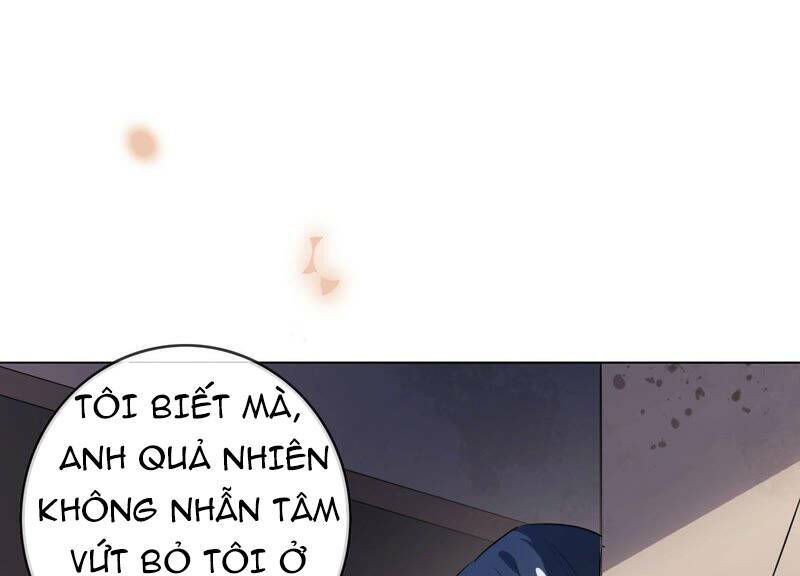 TÔI BIẾT MÀ,
ANH QUẢ NHIÊN
KHÔNG NHẪN TÂM
VỨT BỎ TÔI Ở